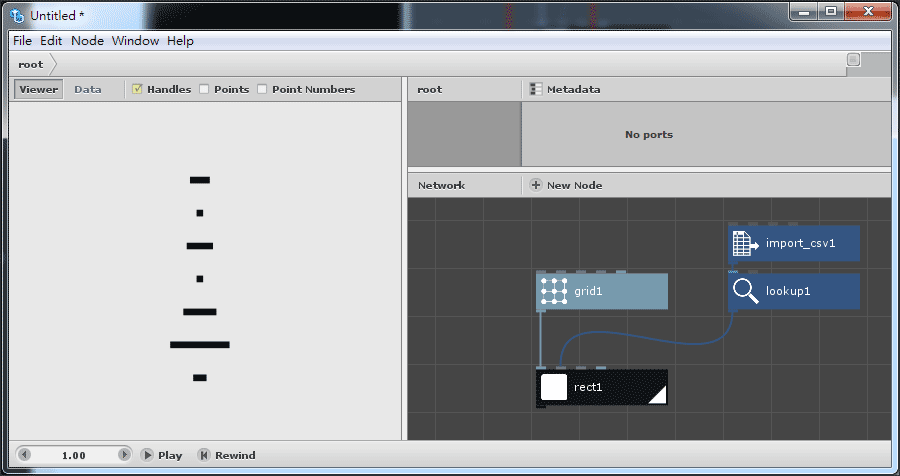 Untitled *
File Edit Node Window Help
root
Viewer Data Handles Points Point Numbers
root Metadata
No ports
Network New Node
import_csv1
grid1
lookup1
rect1
1.00 Play Rewind